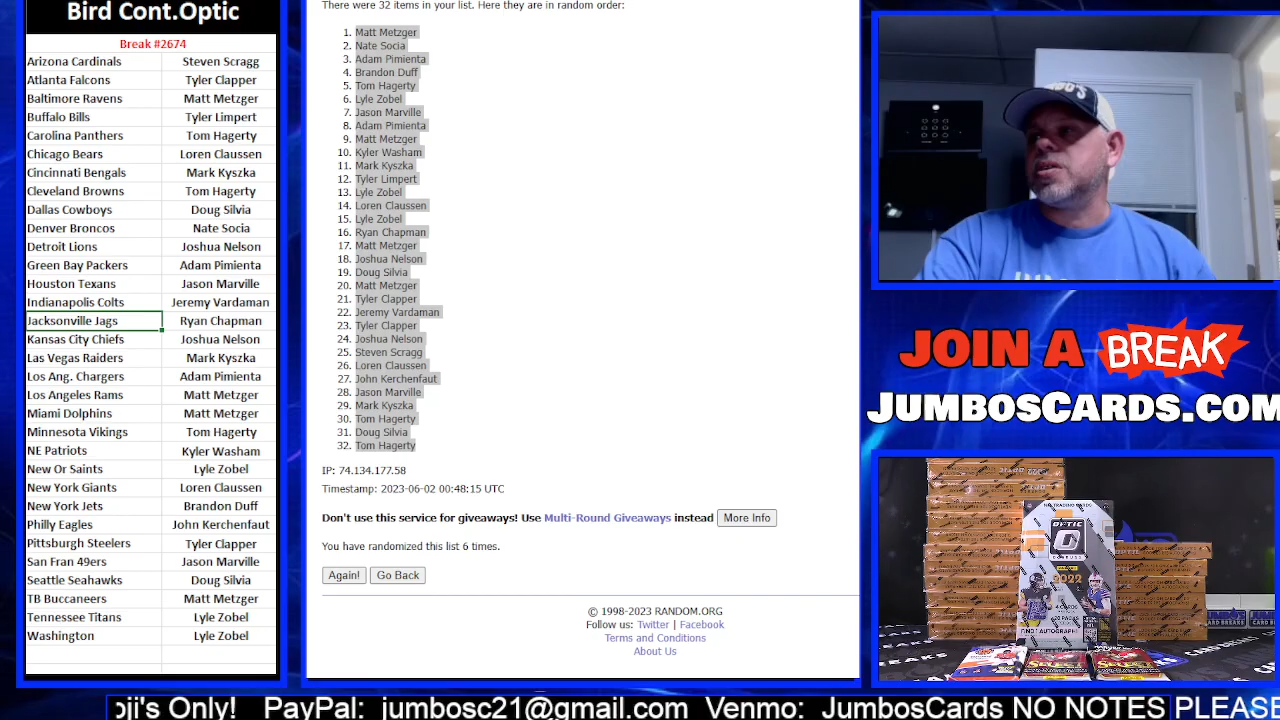 Bird Cont.Optic
Break #2674
Arizona Cardinals Steven Scragg
Atlanta Falcons Tyler Clapper
Baltimore Ravens Matt Metzger
Buffalo Bills Tyler Limpert
Carolina Panthers Tom Hagerty
Chicago Bears Loren Claussen
Cincinnati Bengals Mark Kyszka
Cleveland Browns Tom Hagerty
Dallas Cowboys Doug Silvia
Denver Broncos Nate Socia
Detroit Lions Joshua Nelson
Green Bay Packers Adam Pimienta
Houston Texans Jason Marville
Indianapolis Colts Jeremy Vardaman
Jacksonville Jags Ryan Chapman
Kansas City Chiefs Joshua Nelson
Las Vegas Raiders Mark Kyszka
Los Ang. Chargers Adam Pimienta
Los Angeles Rams Matt Metzger
Miami Dolphins Matt Metzger
Minnesota Vikings Tom Hagerty
NE Patriots Kyler Washam
New Or Saints Lyle Zobel
New York Giants Loren Claussen
New York Jets Brandon Duff
Philly Eagles John Kerchenfaut
Pittsburgh Steelers Tyler Clapper
San Fran 49ers Jason Marville
Seattle Seahawks Doug Silvia
TB Buccaneers Matt Metzger
Tennessee Titans Lyle Zobel
Washington Lyle Zobel
There were 32 items in your list. Here they are in random order:
1. Matt Metzger
2. Nate Socia
3. Adam Pimienta
4. Brandon Duff
5. Tom Hagerty
6. Lyle Zobel
7. Jason Marville
8. Adam Pimienta
9. Matt Metzger
10. Kyler Washam
11. Mark Kyszka
12. Tyler Limpert
13. Lyle Zobel
14. Loren Claussen
15. Lyle Zobel
16. Ryan Chapman
17. Matt Metzger
18. Joshua Nelson
19. Doug Silvia
20. Matt Metzger
21. Tyler Clapper
22. Jeremy Vardaman
23. Tyler Clapper
24. Joshua Nelson
25. Steven Scragg
26. Loren Claussen
27. John Kerchenfaut
28. Jason Marville
29. Mark Kyszka
30. Tom Hagerty
31. Doug Silvia
32. Tom Hagerty
IP: 74.134.177.58
Timestamp: 2023-06-02 00:48:15 UTC
Don't use this service for giveaways! Use Multi-Round Giveaways instead More Info
You have randomized this list 6 times.
Again! Go Back
© 1998-2023 RANDOM.ORG
Follow us: Twitter | Facebook
Terms and Conditions
About Us
JOIN A BREAK
JUMBOSCARDS.COM
OPTIC
DONRUSS
2022
oji's Only! PayPal: jumbosc21@gmail.com Venmo: JumbosCards NO NOTES PLEASE